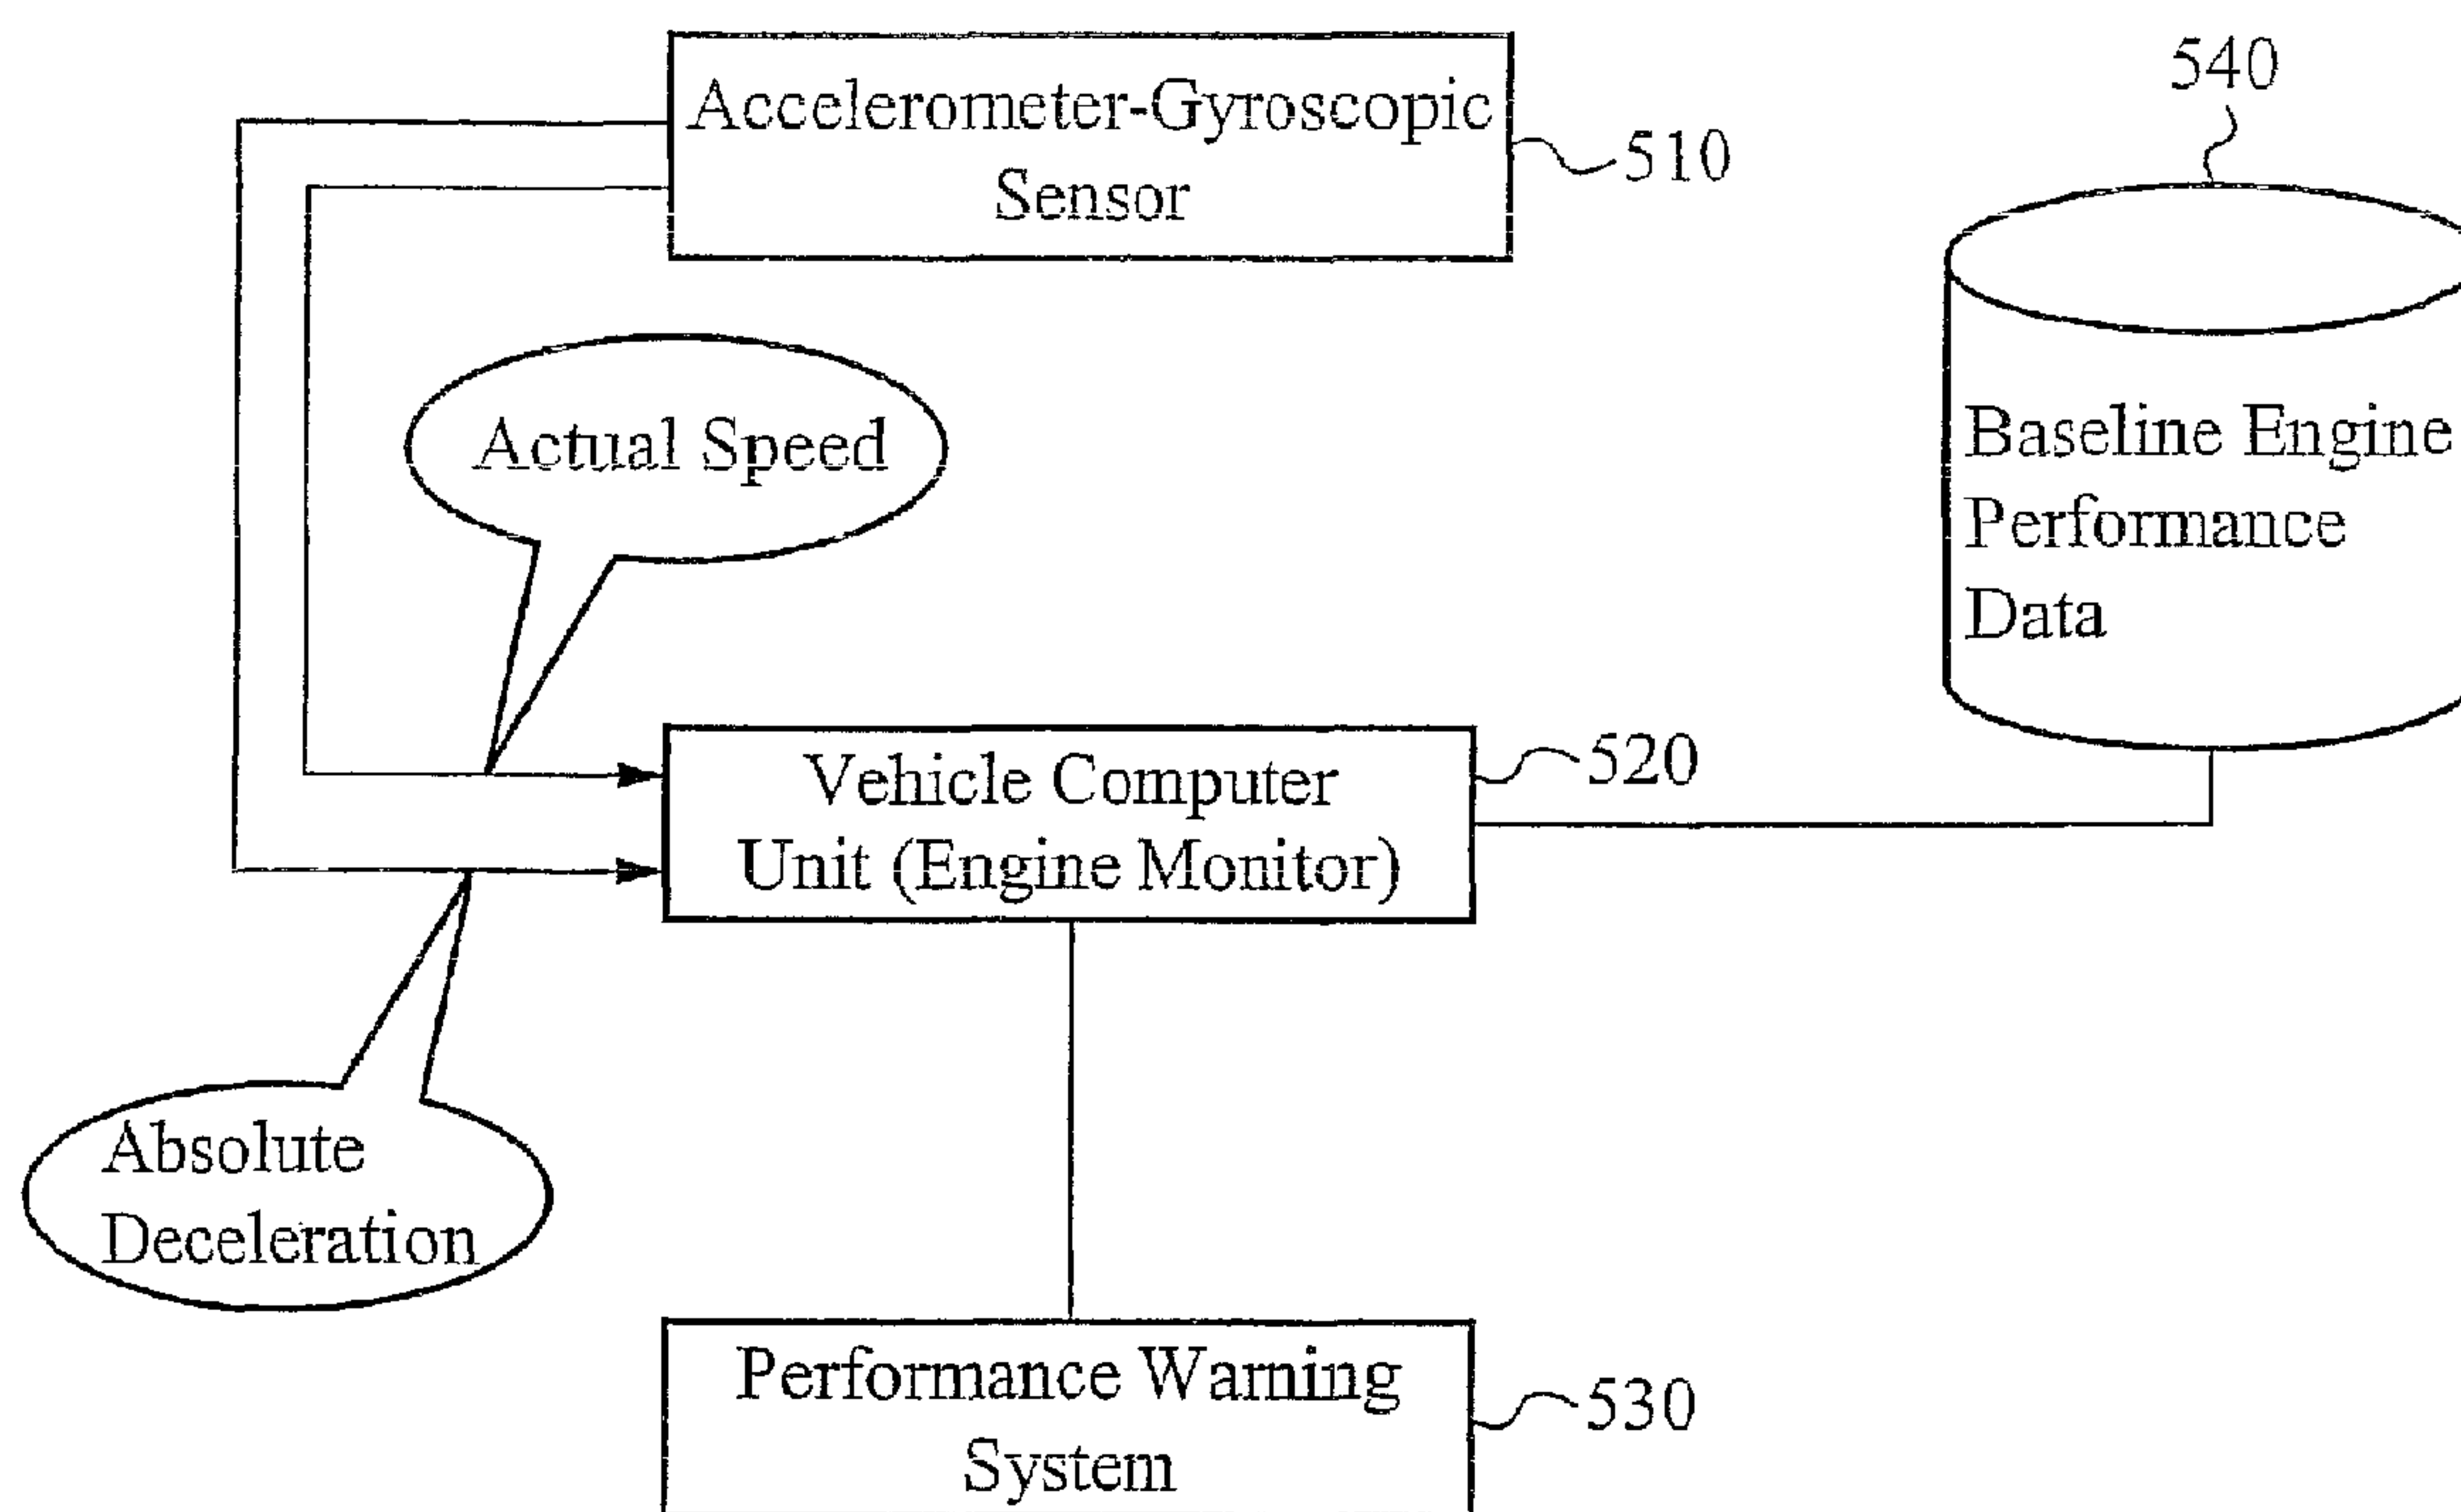 Accelerometer-Gyroscopic
Sensor
510
540
Actual Speed
Baseline Engine
Performance
Data
Vehicle Computer
Unit (Engine Monitor)
520
Absolute
Deceleration
Performance Warning
System
530